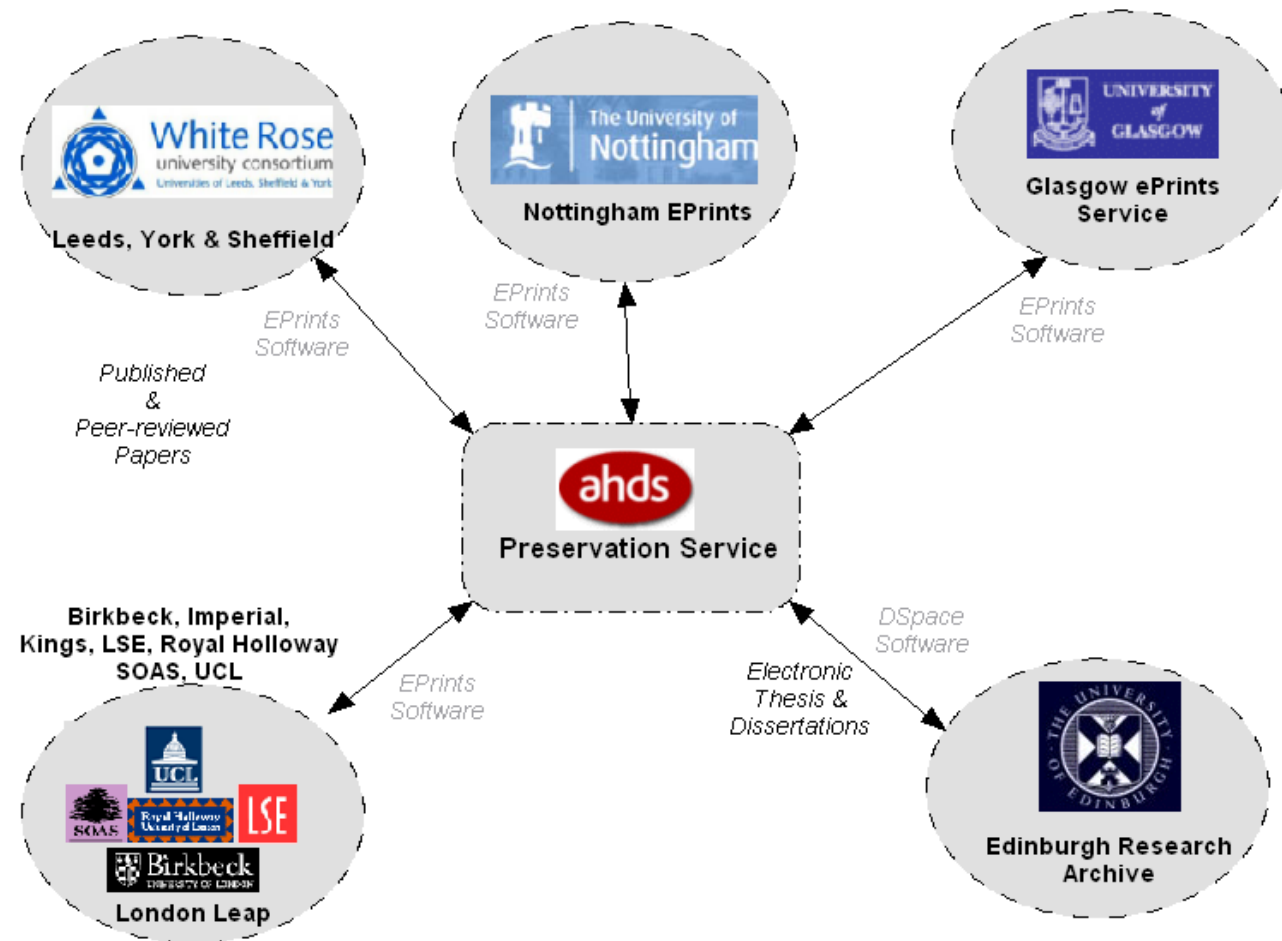 White Rose
university consortium
Universities of Leeds, Sheffield & York
Leeds, York & Sheffield
The University of
Nottingham
Nottingham EPrints
UNIVERSITY
of
GLASGOW
Glasgow ePrints
Service
EPrints
Software
EPrints
Software
EPrints
Software
Published
&
Peer-reviewed
Papers
ahds
Preservation Service
Birkbeck, Imperial,
Kings, LSE, Royal Holloway
SOAS, UCL
EPrints
Software
DSpace
Software
Electronic
Thesis &
Dissertations
UCL
SOAS
Royal Holloway
University of London
LSE
Birkbeck
UNIVERSITY OF LONDON
London Leap
THE UNIVERSITY OF EDINBURGH
Edinburgh Research
Archive